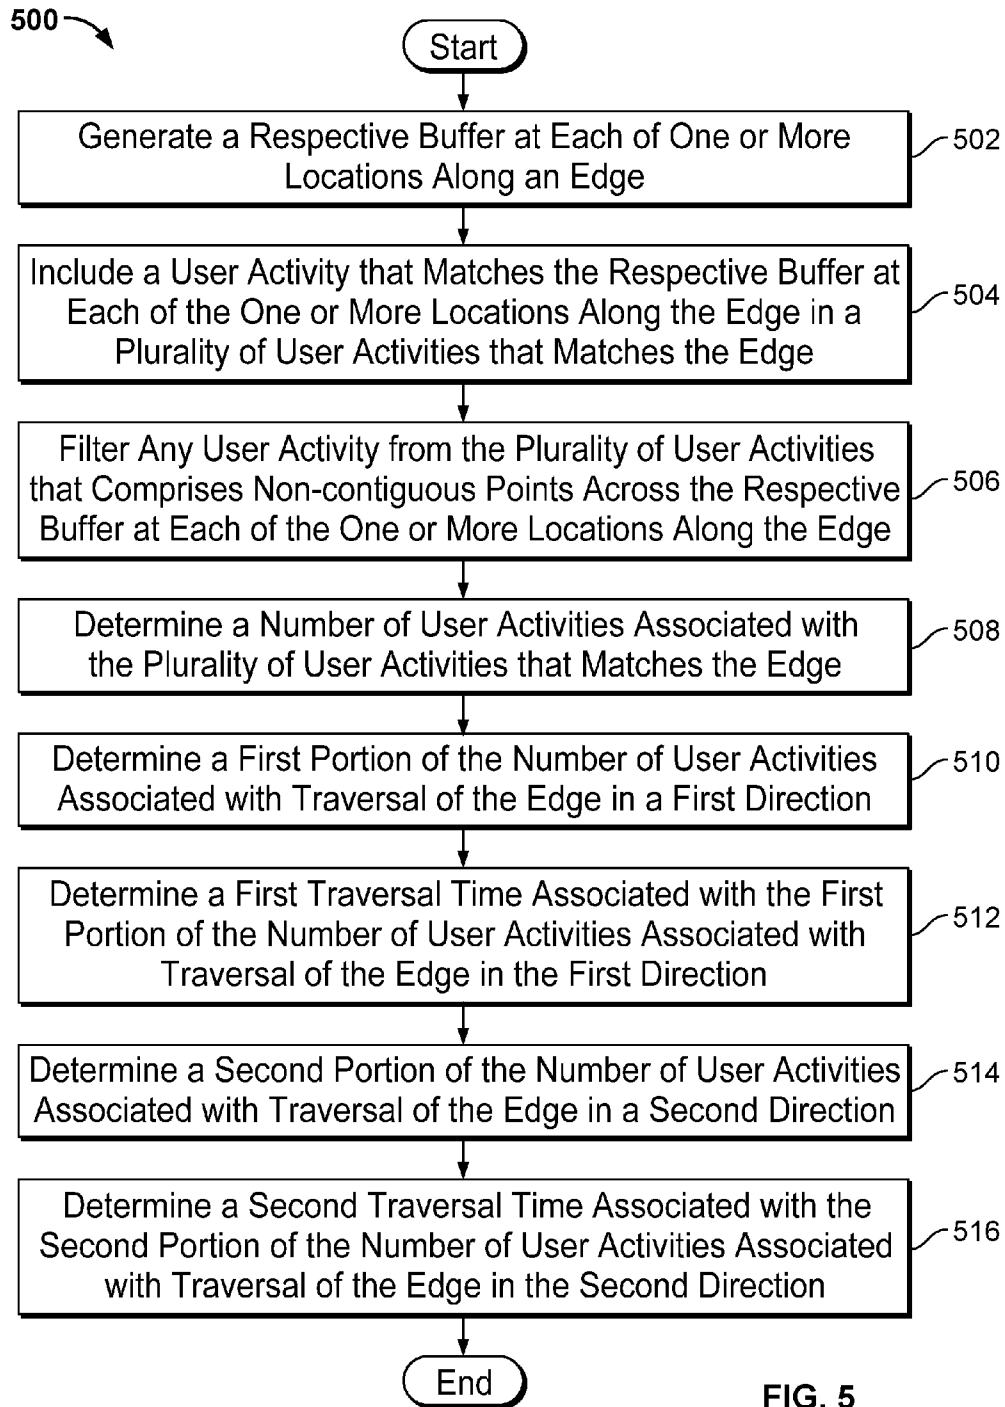 500
Start
Generate a Respective Buffer at Each of One or More
Locations Along an Edge
502
Include a User Activity that Matches the Respective Buffer at
Each of the One or More Locations Along the Edge in a
Plurality of User Activities that Matches the Edge
504
Filter Any User Activity from the Plurality of User Activities
that Comprises Non-contiguous Points Across the Respective
Buffer at Each of the One or More Locations Along the Edge
506
Determine a Number of User Activities Associated with
the Plurality of User Activities that Matches the Edge
508
Determine a First Portion of the Number of User Activities
Associated with Traversal of the Edge in a First Direction
510
Determine a First Traversal Time Associated with the First
Portion of the Number of User Activities Associated with
Traversal of the Edge in the First Direction
512
Determine a Second Portion of the Number of User Activities
Associated with Traversal of the Edge in a Second Direction
514
Determine a Second Traversal Time Associated with the
Second Portion of the Number of User Activities Associated
with Traversal of the Edge in the Second Direction
516
End
FIG. 5